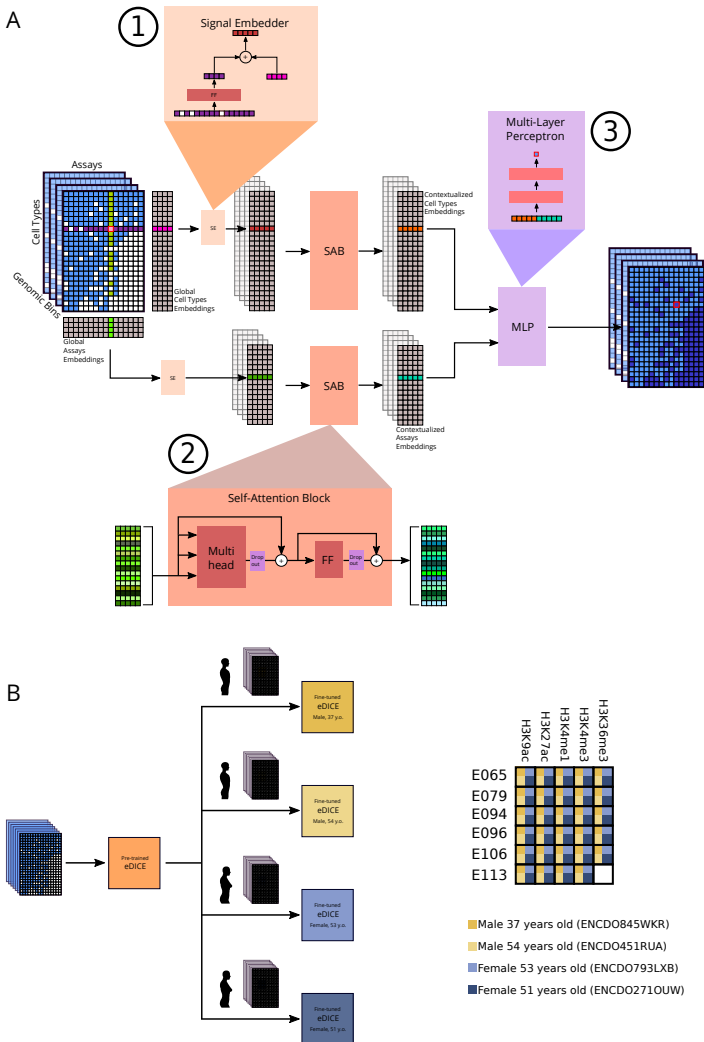 A
1
Signal Embedder
+
FF
3
Multi-Layer
Perceptron
Assays
Cell Types
Genomic Bins
Global
Cell Types
Embeddings
Global
Assays
Embeddings
SE
SAB
Contextualized
Cell Types
Embeddings
MLP
SE
SAB
Contextualized
Assays
Embeddings
2
Self-Attention Block
Multi
head
Drop
out
+
FF
Drop
out
+
B
Pre-trained
eDICE
Fine-tuned
eDICE
Male, 37 y.o.
Fine-tuned
eDICE
Male, 54 y.o.
Fine-tuned
eDICE
Female, 53 y.o.
Fine-tuned
eDICE
Female, 51 y.o.
H3K9ac
H3K27ac
H3K4me1
H3K4me3
H3K36me3
E065
E079
E094
E096
E106
E113
Male 37 years old (ENCDO845WKR)
Male 54 years old (ENCDO451RUA)
Female 53 years old (ENCDO793LXB)
Female 51 years old (ENCDO271OUW)